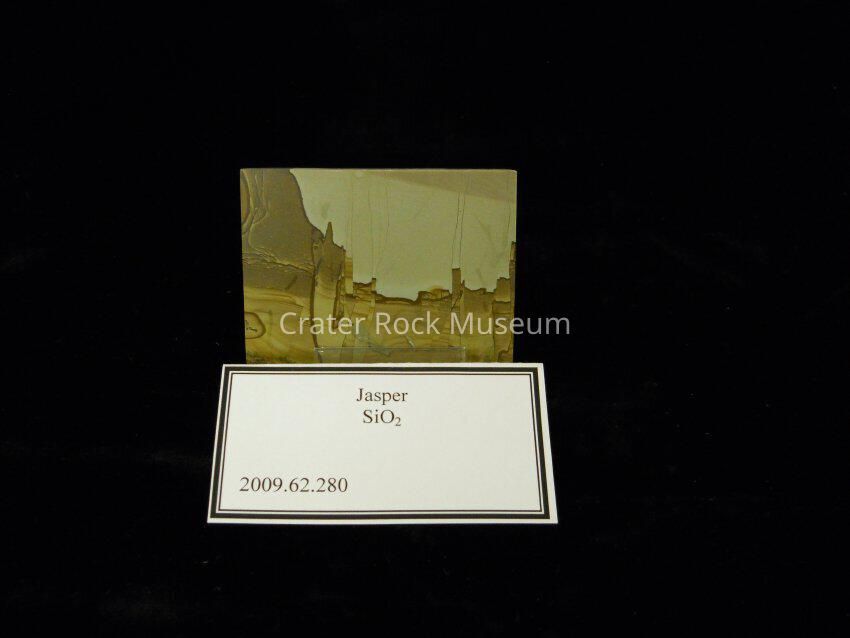 Crater Rock Museum
Jasper
SiO₂
2009.62.280